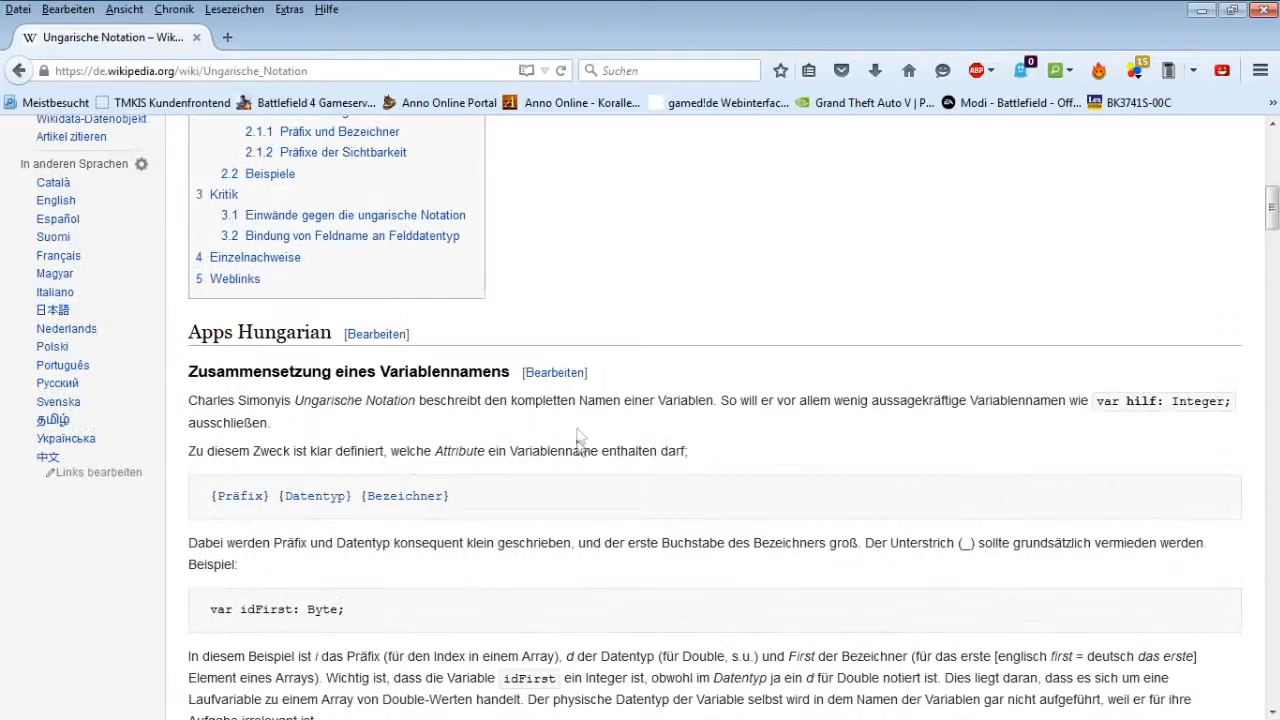 Datei Bearbeiten Ansicht Chronik Lesezeichen Extras Hilfe
W Ungarische Notation – Wik... × +
https://de.wikipedia.org/wiki/Ungarische_Notation Suchen ABP 0 15
Meistbesucht TMKIS Kundenfrontend Battlefield 4 Gameserv... Anno Online Portal Anno Online - Koralle... gamed!de Webinterfac... Grand Theft Auto V | P... Modi - Battlefield - Off... BK3741S-00C »
Wikidata-Datenobjekt
Artikel zitieren
In anderen Sprachen
Català
English
Español
Suomi
Français
Magyar
Italiano
日本語
Nederlands
Polski
Português
Русский
Svenska
தமிழ்
Українська
中文
Links bearbeiten
2.1.1 Präfix und Bezeichner
2.1.2 Präfixe der Sichtbarkeit
2.2 Beispiele
3 Kritik
3.1 Einwände gegen die ungarische Notation
3.2 Bindung von Feldname an Felddatentyp
4 Einzelnachweise
5 Weblinks
Apps Hungarian [Bearbeiten]
Zusammensetzung eines Variablennamens [Bearbeiten]
Charles Simonyis Ungarische Notation beschreibt den kompletten Namen einer Variablen. So will er vor allem wenig aussagekräftige Variablennamen wie var hilf: Integer;
ausschließen.
Zu diesem Zweck ist klar definiert, welche Attribute ein Variablenname enthalten darf;
{Präfix} {Datentyp} {Bezeichner}
Dabei werden Präfix und Datentyp konsequent klein geschrieben, und der erste Buchstabe des Bezeichners groß. Der Unterstrich (_) sollte grundsätzlich vermieden werden.
Beispiel:
var idFirst: Byte;
In diesem Beispiel ist i das Präfix (für den Index in einem Array), d der Datentyp (für Double, s.u.) und First der Bezeichner (für das erste [englisch first = deutsch das erste]
Element eines Arrays). Wichtig ist, dass die Variable idFirst ein Integer ist, obwohl im Datentyp ja ein d für Double notiert ist. Dies liegt daran, dass es sich um eine
Laufvariable zu einem Array von Double-Werten handelt. Der physische Datentyp der Variable selbst wird in dem Namen der Variablen gar nicht aufgeführt, weil er für ihre
Aufgabe irrelevant ist.